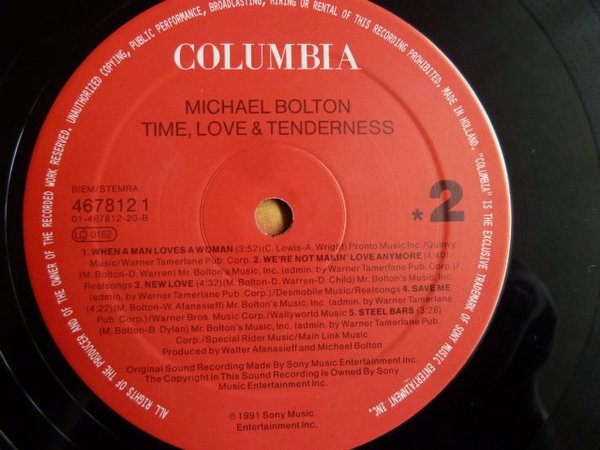 ALL RIGHTS OF THE PRODUCER AND OF THE OWNER OF THE RECORDED WORK RESERVED. UNAUTHORIZED COPYING, PUBLIC PERFORMANCE, BROADCASTING, HIRING OR RENTAL OF THIS RECORDING PROHIBITED. MADE IN HOLLAND. "COLUMBIA" IS THE EXCLUSIVE TRADEMARK OF SONY MUSIC ENTERTAINMENT INC.
COLUMBIA
MICHAEL BOLTON
TIME, LOVE & TENDERNESS
BIEM/STEMRA
467812 1
01-467812-20-B
LC 0162
*2
1. WHEN A MAN LOVES A WOMAN (3:52)(C. Lewis-A. Wright) Pronto Music Inc./Quinvy
Music/Warner Tamerlane Pub. Corp. 2. WE'RE NOT MAKIN' LOVE ANYMORE (4:40)
(M. Bolton-D. Warren) Mr. Bolton's Music, Inc. (admin. by Warner Tamerlane Pub. Corp.)/
Realsongs 3. NEW LOVE (M. Bolton-D. Warren-D. Child) Mr. Bolton's Music, Inc.
(admin. by Warner Tamerlane Pub. Corp.)/Desmobile Music/Realsongs 4. SAVE ME
(4:22)(M. Bolton-W. Afanasieff) Mr. Bolton's Music, Inc. (admin. by Warner Tamerlane
Pub. Corp.)/Warner Bros. Music Corp./Wallyworld Music 5. STEEL BARS (3:26)
(M. Bolton-B. Dylan) Mr. Bolton's Music, Inc. (admin. by Warner Tamerlane Pub.
Corp./Special Rider Music/Main Link Music
Produced by Walter Afanasieff and Michael Bolton
Original Sound Recording Made By Sony Music Entertainment Inc.
The Copyright In This Sound Recording Is Owned By Sony
Music Entertainment Inc.
℗ 1991 Sony Music
Entertainment Inc.